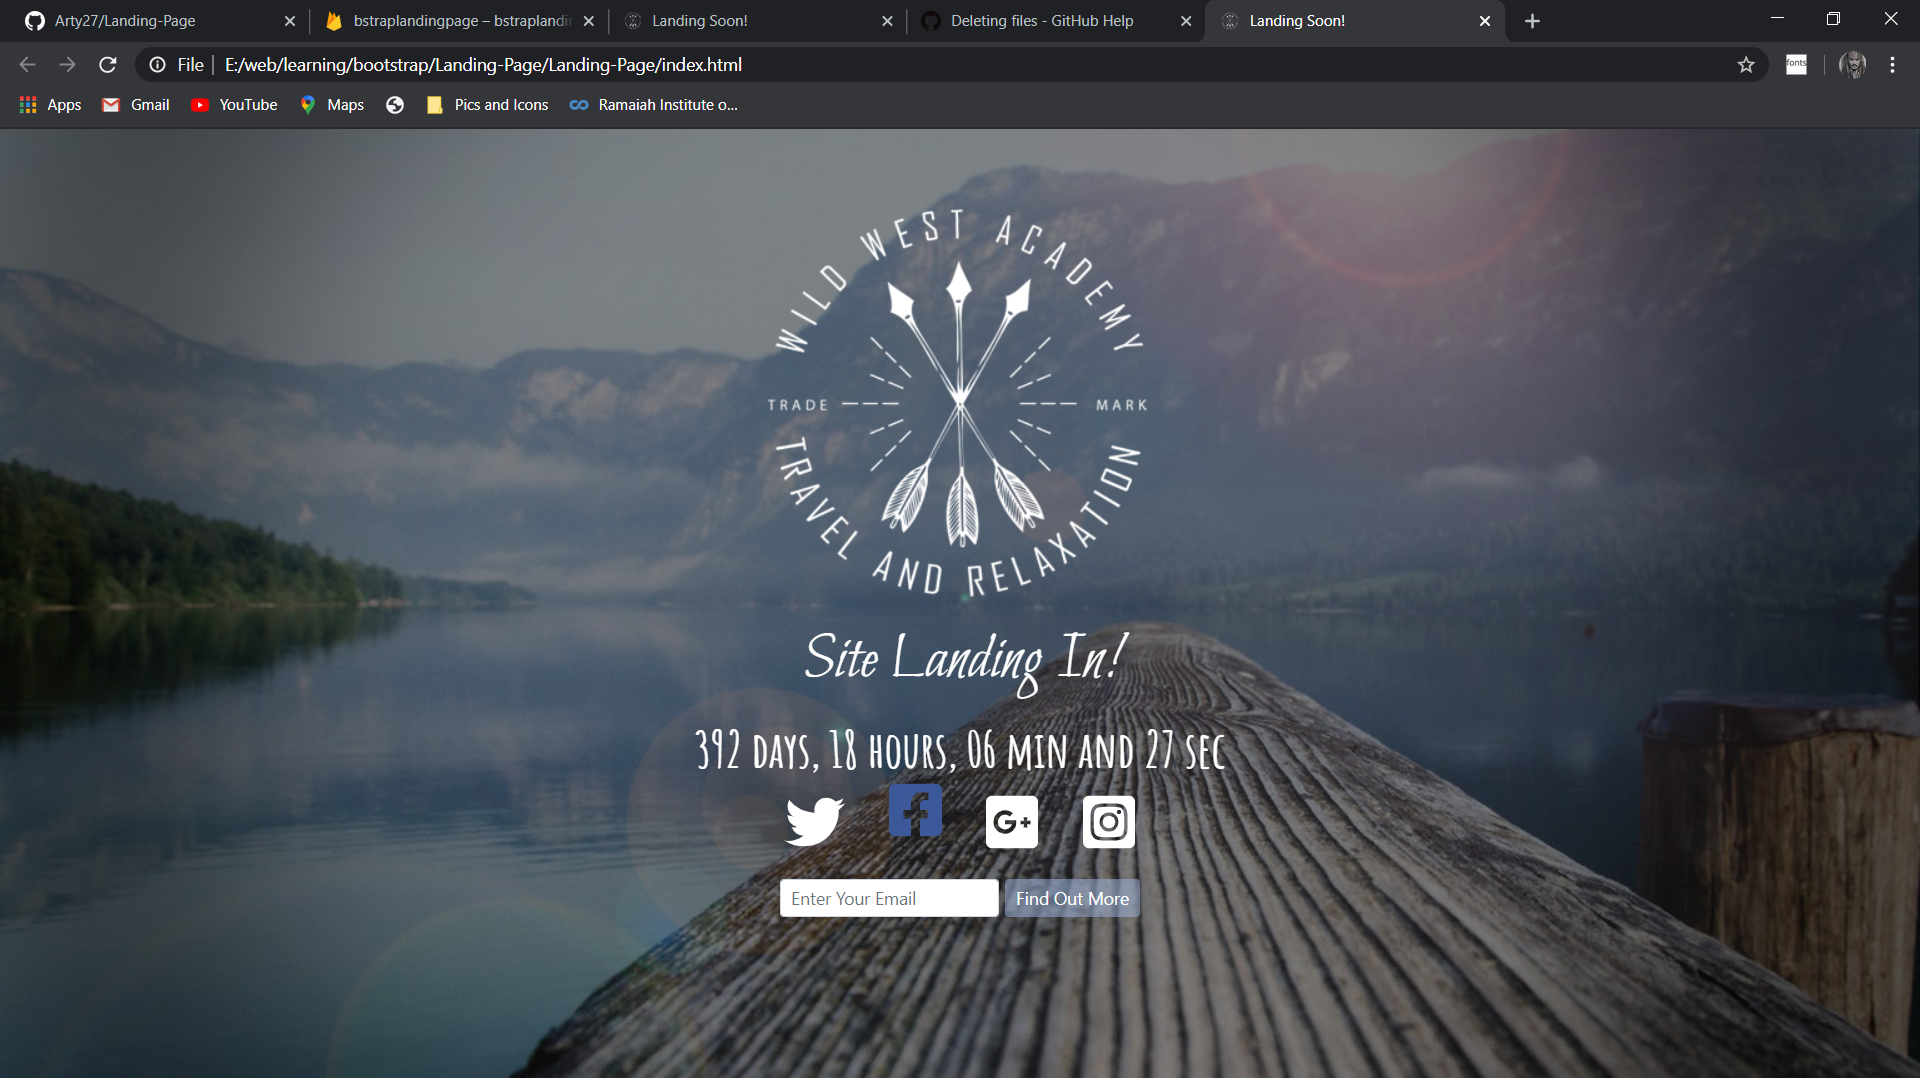 Arty27/Landing-Page
bstraplandingpage – bstraplandin
Landing Soon!
Deleting files - GitHub Help
Landing Soon!
File
E:/web/learning/bootstrap/Landing-Page/Landing-Page/index.html
fonts
Apps
Gmail
YouTube
Maps
Pics and Icons
Ramaiah Institute o...
WILD WEST ACADEMY
TRADE
MARK
TRAVEL AND RELAXATION
Site Landing In!
392 DAYS, 18 HOURS, 06 MIN AND 27 SEC
G+
Enter Your Email
Find Out More